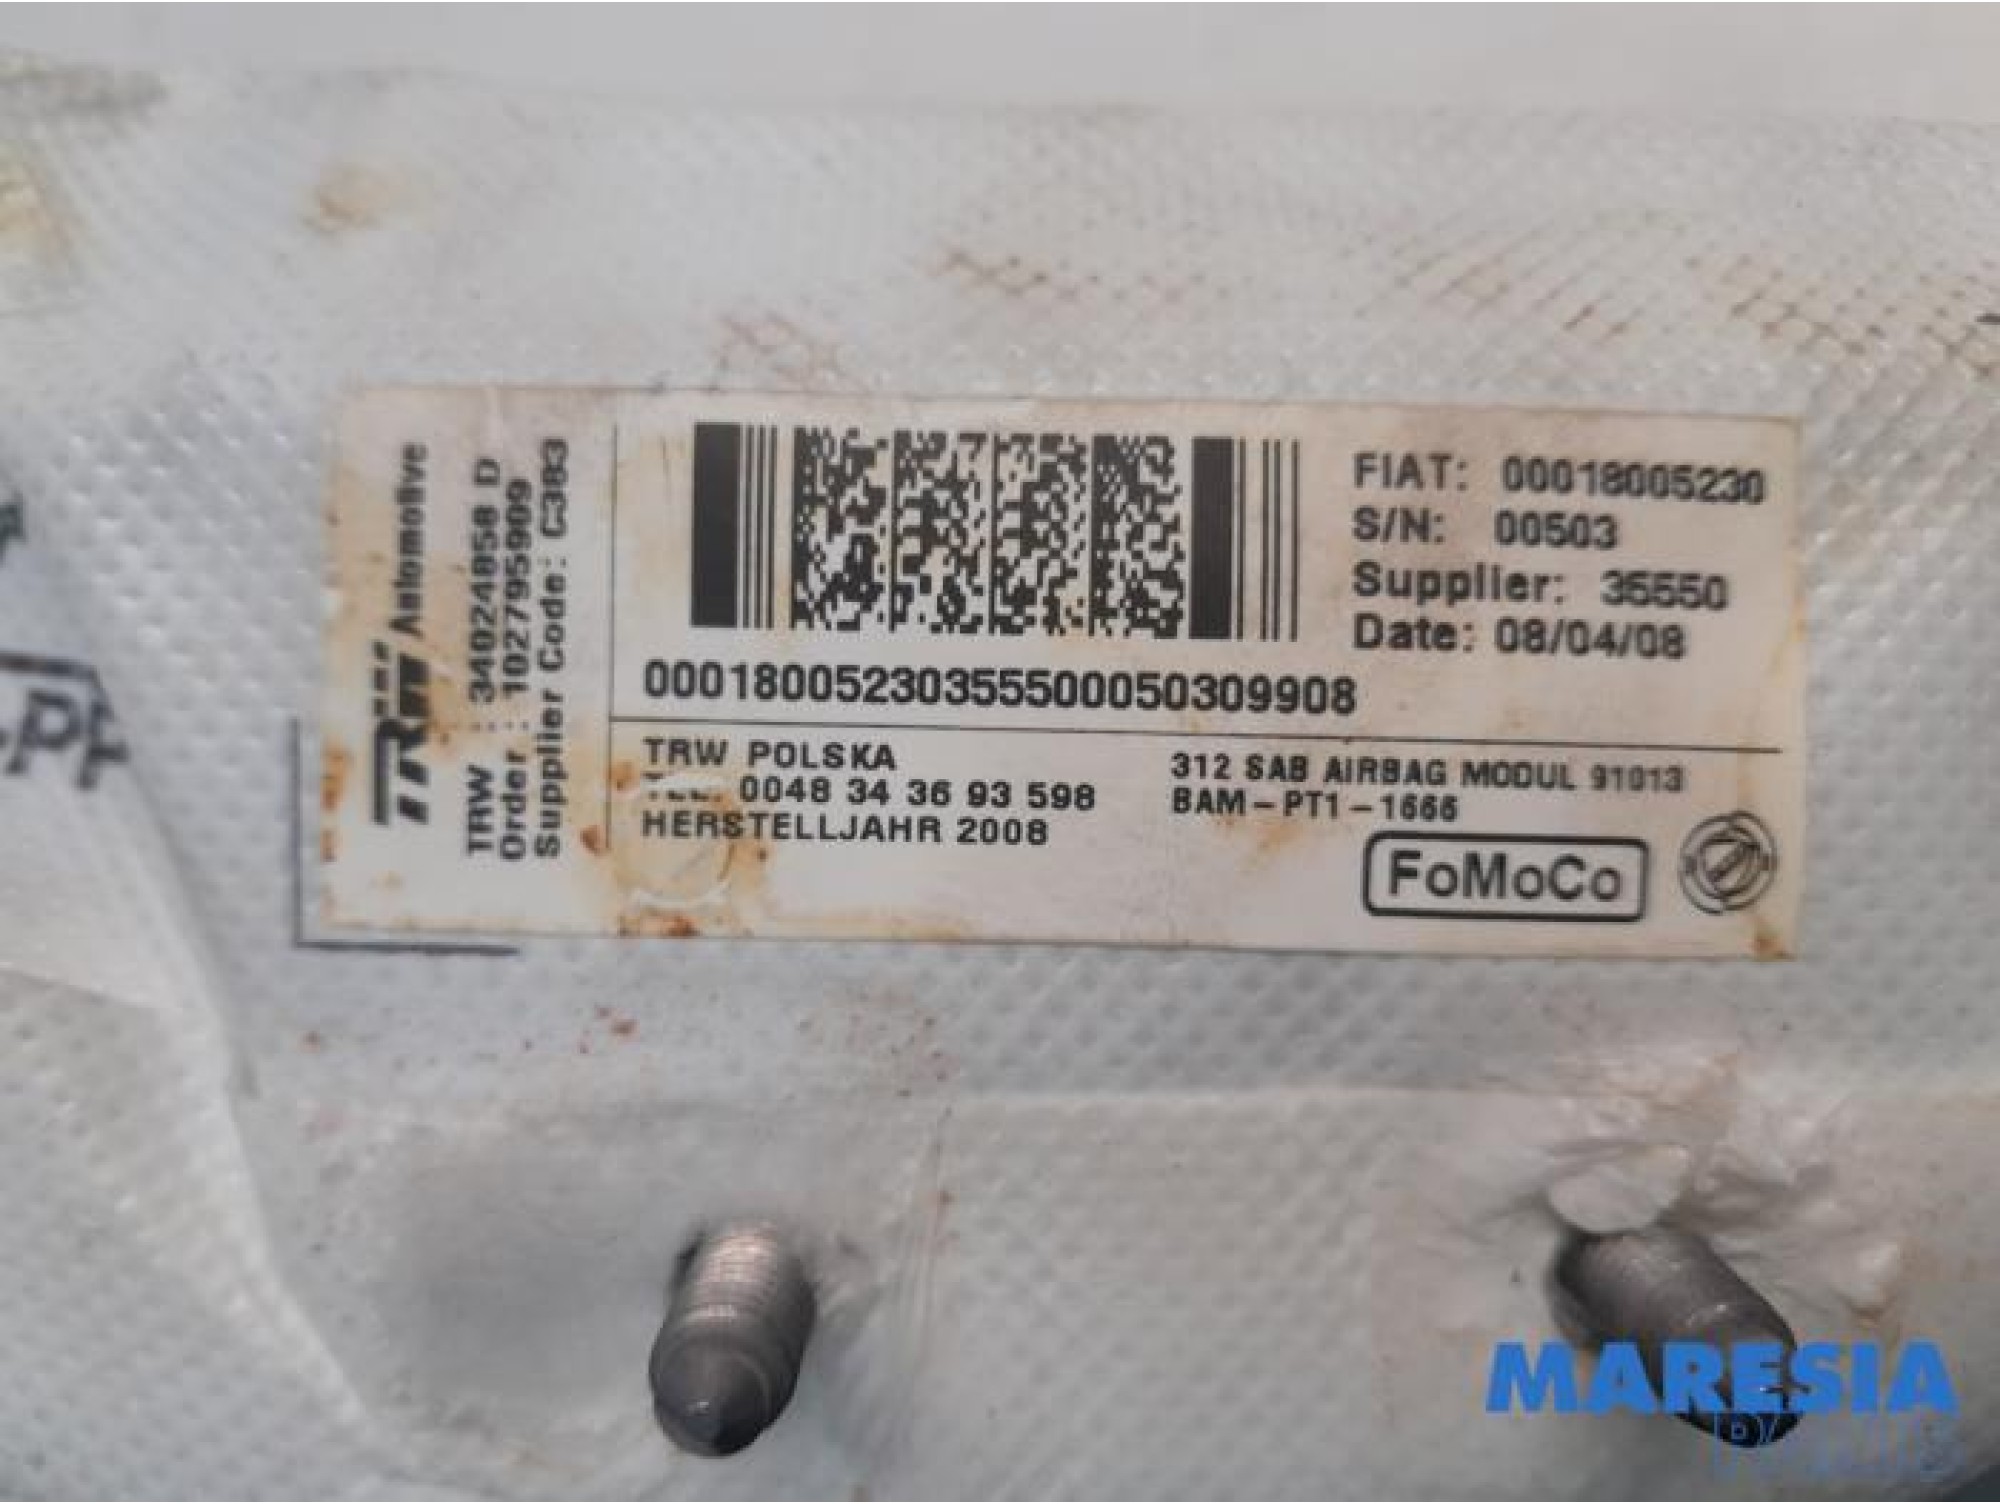 TRW Automotive
TRW : 34024858 D
Order : 102795909
Supplier Code: C383
FIAT: 00018005230
S/N: 00503
Supplier: 35550
Date: 08/04/08
00018005230355500050309908
TRW POLSKA
TEL. 0048 34 36 93 598
HERSTELLJAHR 2008
312 SAB AIRBAG MODUL 91013
BAM-PT1-1666
FoMoCo
MARESIA
PARTS